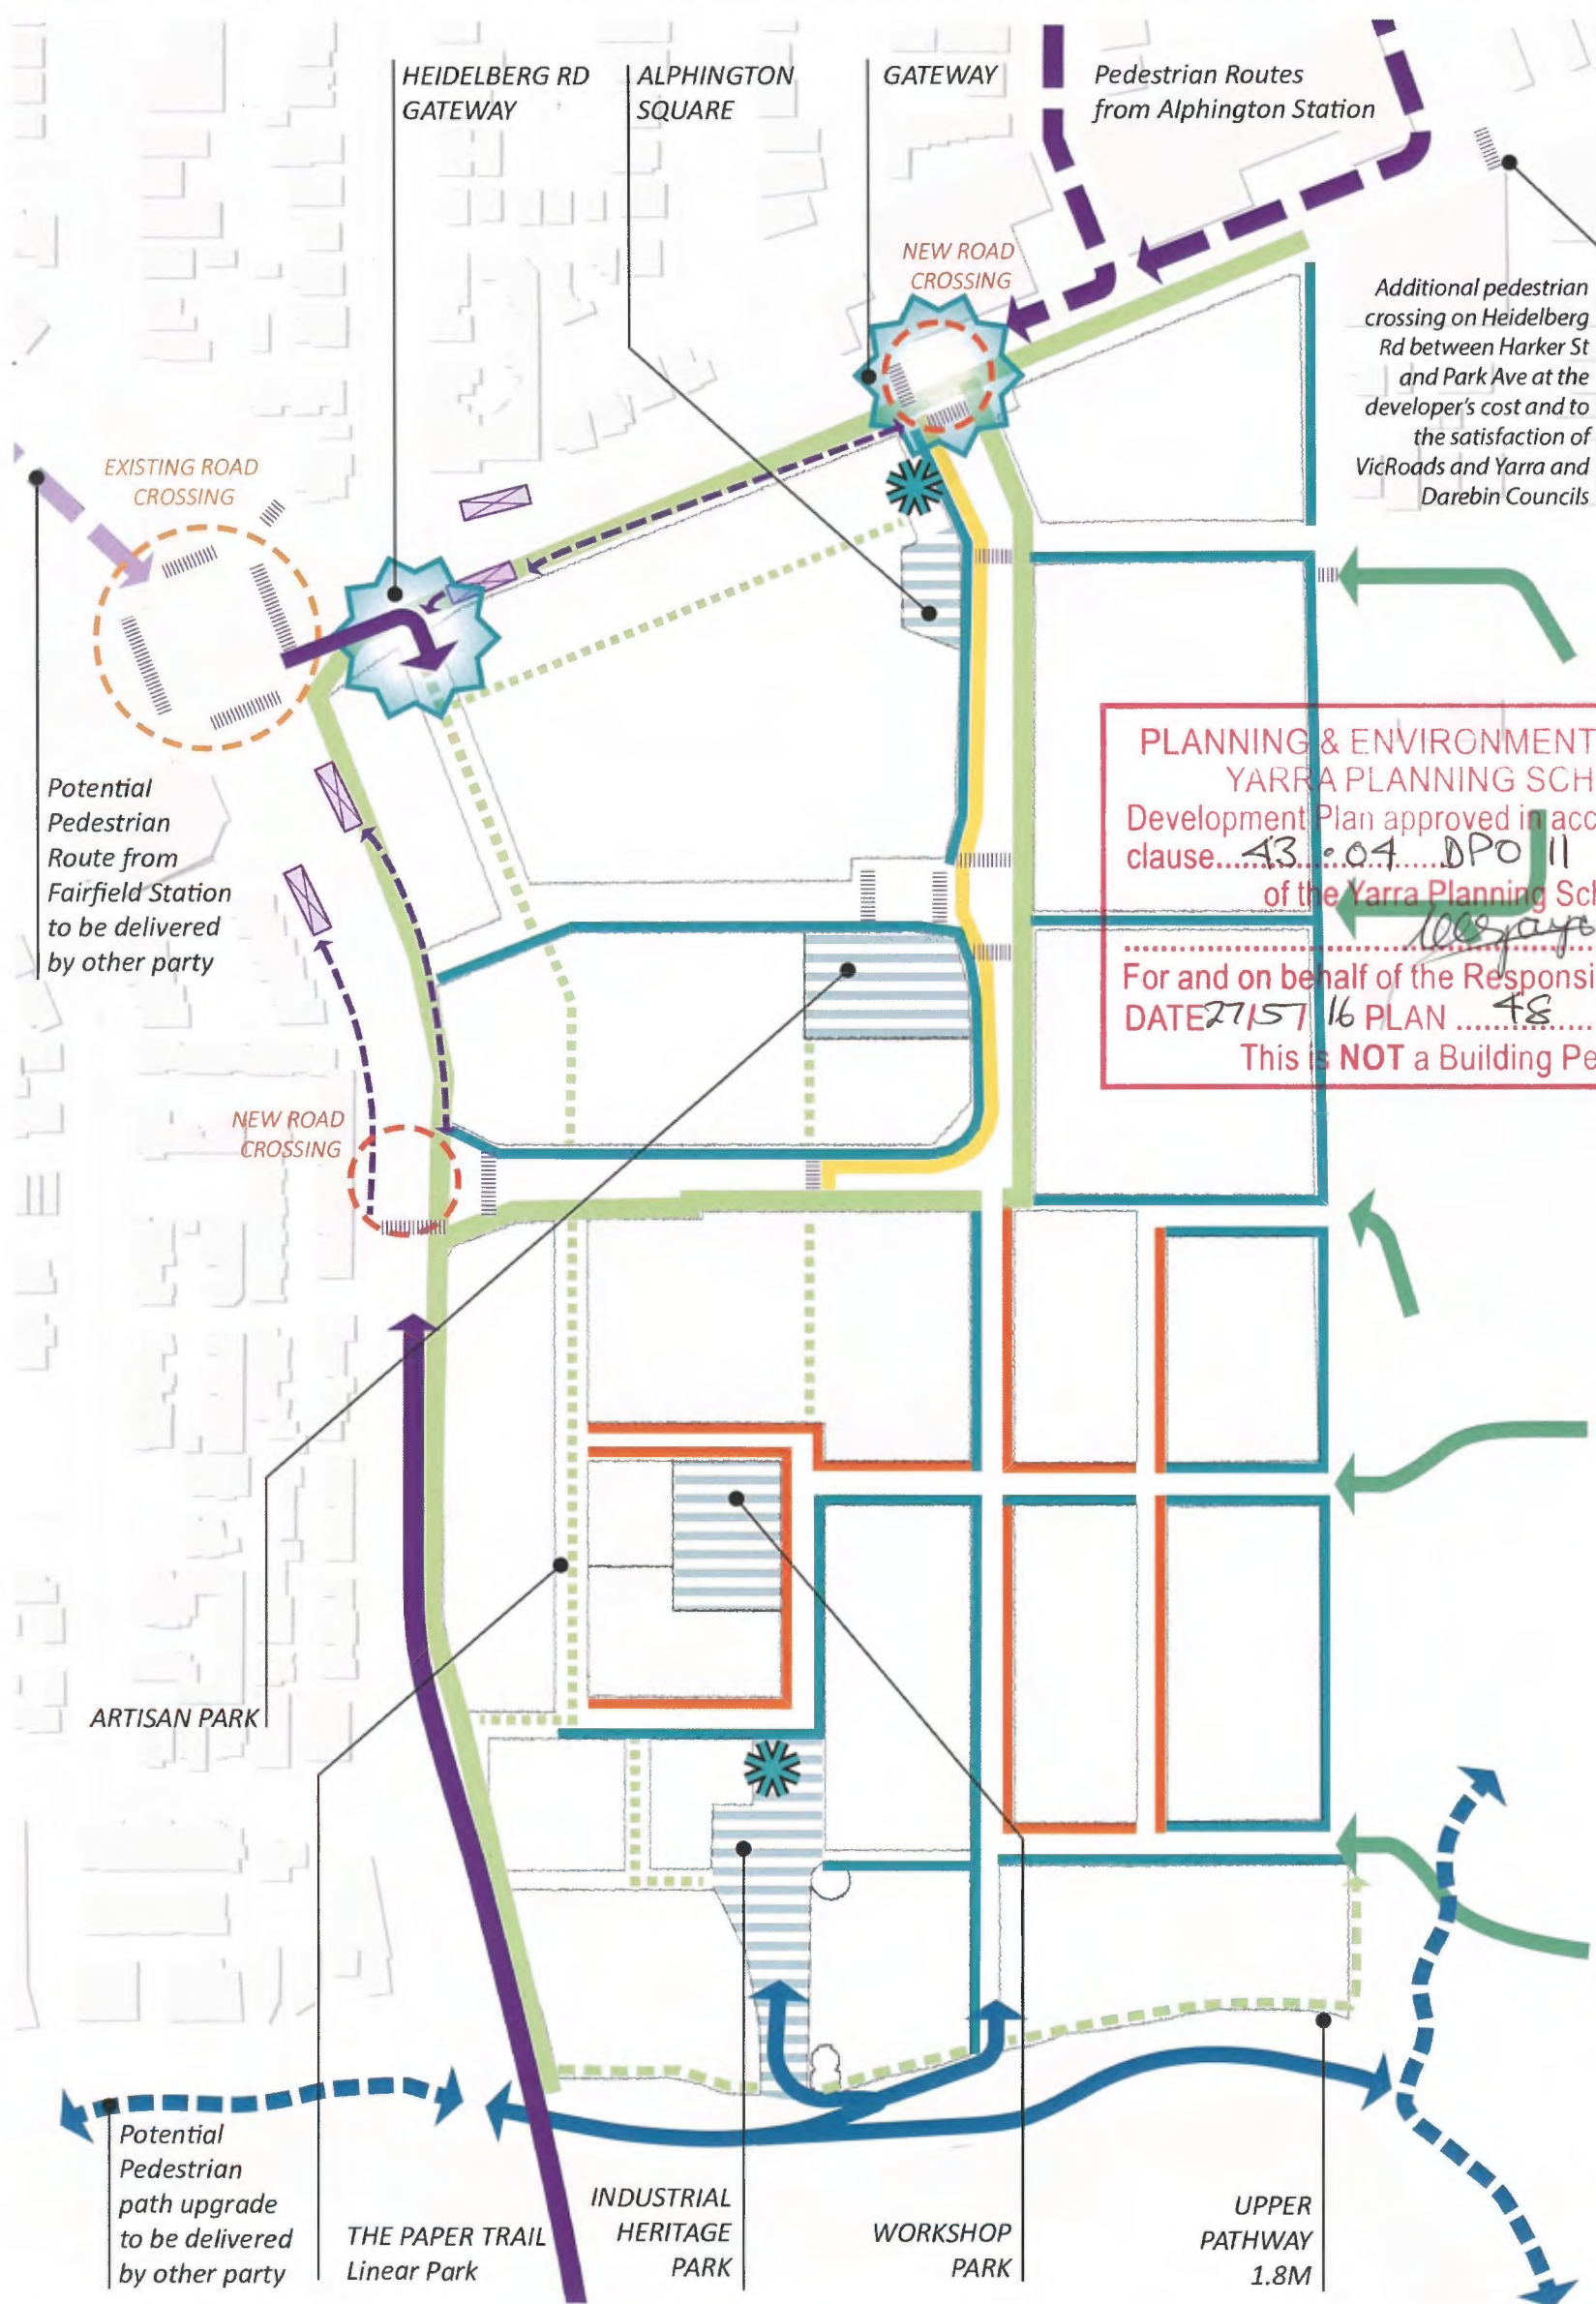 HEIDELBERG RD
GATEWAY
ALPHINGTON
SQUARE
GATEWAY
Pedestrian Routes
from Alphington Station
NEW ROAD
CROSSING
Additional pedestrian
crossing on Heidelberg
Rd between Harker St
and Park Ave at the
developer's cost and to
the satisfaction of
VicRoads and Yarra and
Darebin Councils
EXISTING ROAD
CROSSING
Potential
Pedestrian
Route from
Fairfield Station
to be delivered
by other party
PLANNING & ENVIRONMENT
YARRA PLANNING SCH
Development Plan approved in acc
clause...43.04 DPO 11
of the Yarra Planning Sch
For and on behalf of the Responsi
DATE 27/5/16 PLAN ...48...
This is NOT a Building Pe
NEW ROAD
CROSSING
ARTISAN PARK
Potential
Pedestrian
path upgrade
to be delivered
by other party
THE PAPER TRAIL
Linear Park
INDUSTRIAL
HERITAGE
PARK
WORKSHOP
PARK
UPPER
PATHWAY
1.8M